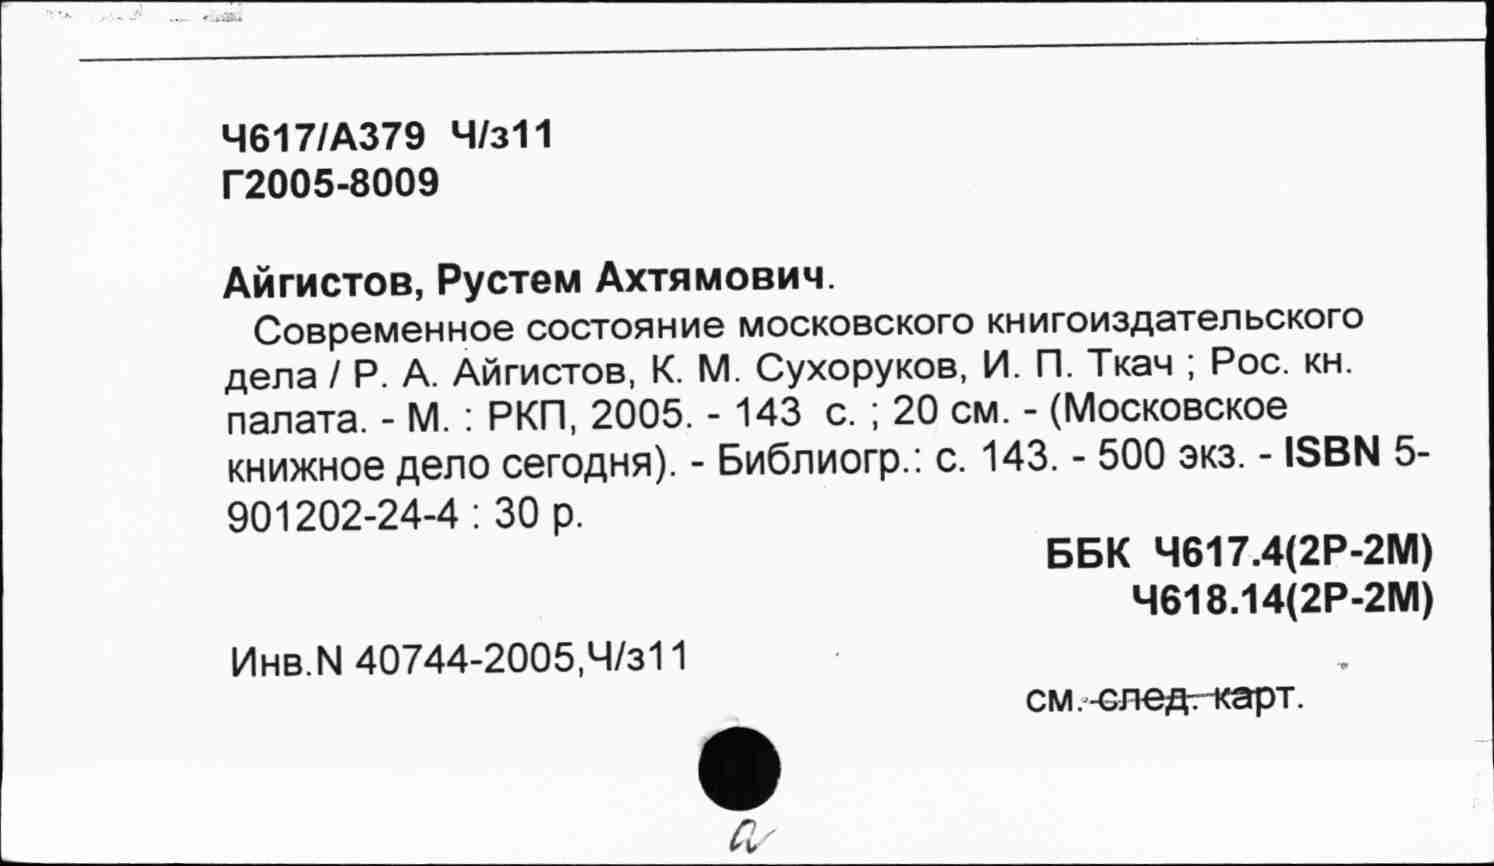 Ч617/А379 Ч/з11
Г2005-8009
Айгистов, Рустем Ахтямович.
Современное состояние московского книгоиздательского
дела / Р. А. Айгистов, К. М. Сухоруков, И. П. Ткач ; Рос. кн.
палата. - М. : РКП, 2005. - 143 с. ; 20 см. - (Московское
книжное дело сегодня). - Библиогр.: с. 143. - 500 экз. - ISBN 5-
901202-24-4 : 30 р.
ББК Ч617.4(2Р-2М)
Ч618.14(2Р-2М)
Инв.N 40744-2005,Ч/з11
см. след. карт.
а